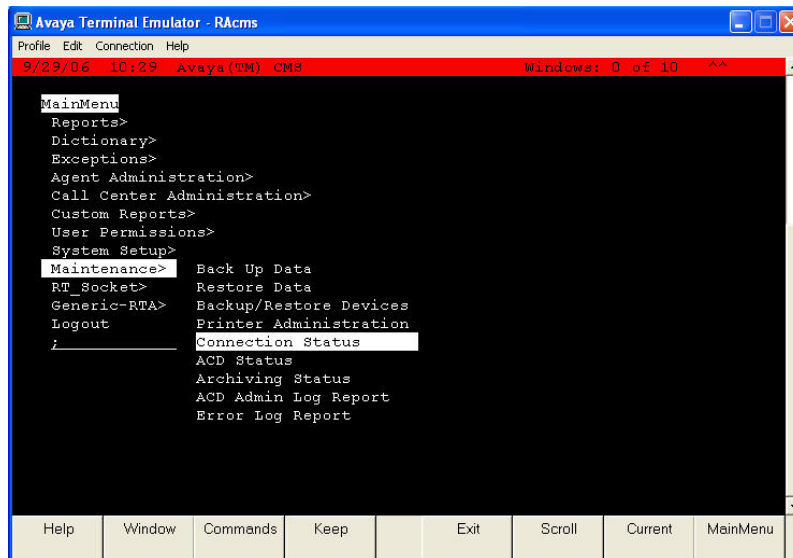 Avaya Terminal Emulator - RAcms
Profile Edit Connection Help
9/29/06 10:29 Avaya(TM) CMS Windows: 0 of 10 ^^
MainMenu
Reports>
Dictionary>
Exceptions>
Agent Administration>
Call Center Administration>
Custom Reports>
User Permissions>
System Setup>
Maintenance> Back Up Data
RT_Socket> Restore Data
Generic-RTA> Backup/Restore Devices
Logout Printer Administration
; Connection Status
ACD Status
Archiving Status
ACD Admin Log Report
Error Log Report
Help Window Commands Keep Exit Scroll Current MainMenu